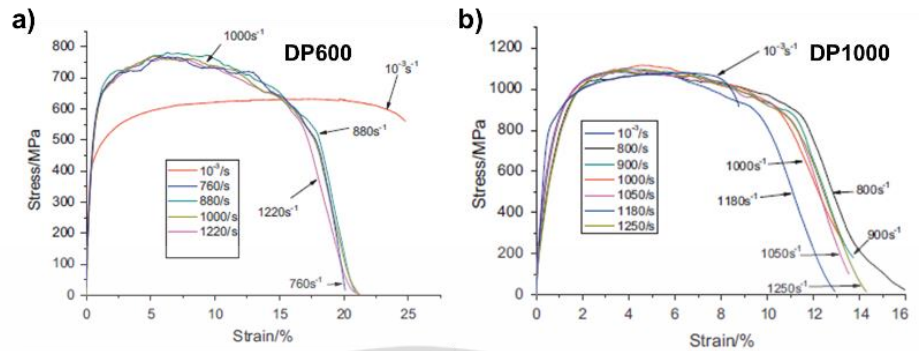 a)
DP600
800
700
600
500
400
300
200
100
0
Stress/MPa
0 5 10 15 20 25 30
Strain/%
1000s⁻¹
10⁻³s⁻¹
880s⁻¹
1220s⁻¹
760s⁻¹
10⁻³/s
760/s
880/s
1000/s
1220/s
b)
DP1000
1200
1000
800
600
400
200
0
Stress/MPa
0 2 4 6 8 10 12 14 16
Strain/%
10⁻³s⁻¹
1000s⁻¹
800s⁻¹
1180s⁻¹
900s⁻¹
1050s⁻¹
1250s⁻¹
10⁻³/s
800/s
900/s
1000/s
1050/s
1180/s
1250/s